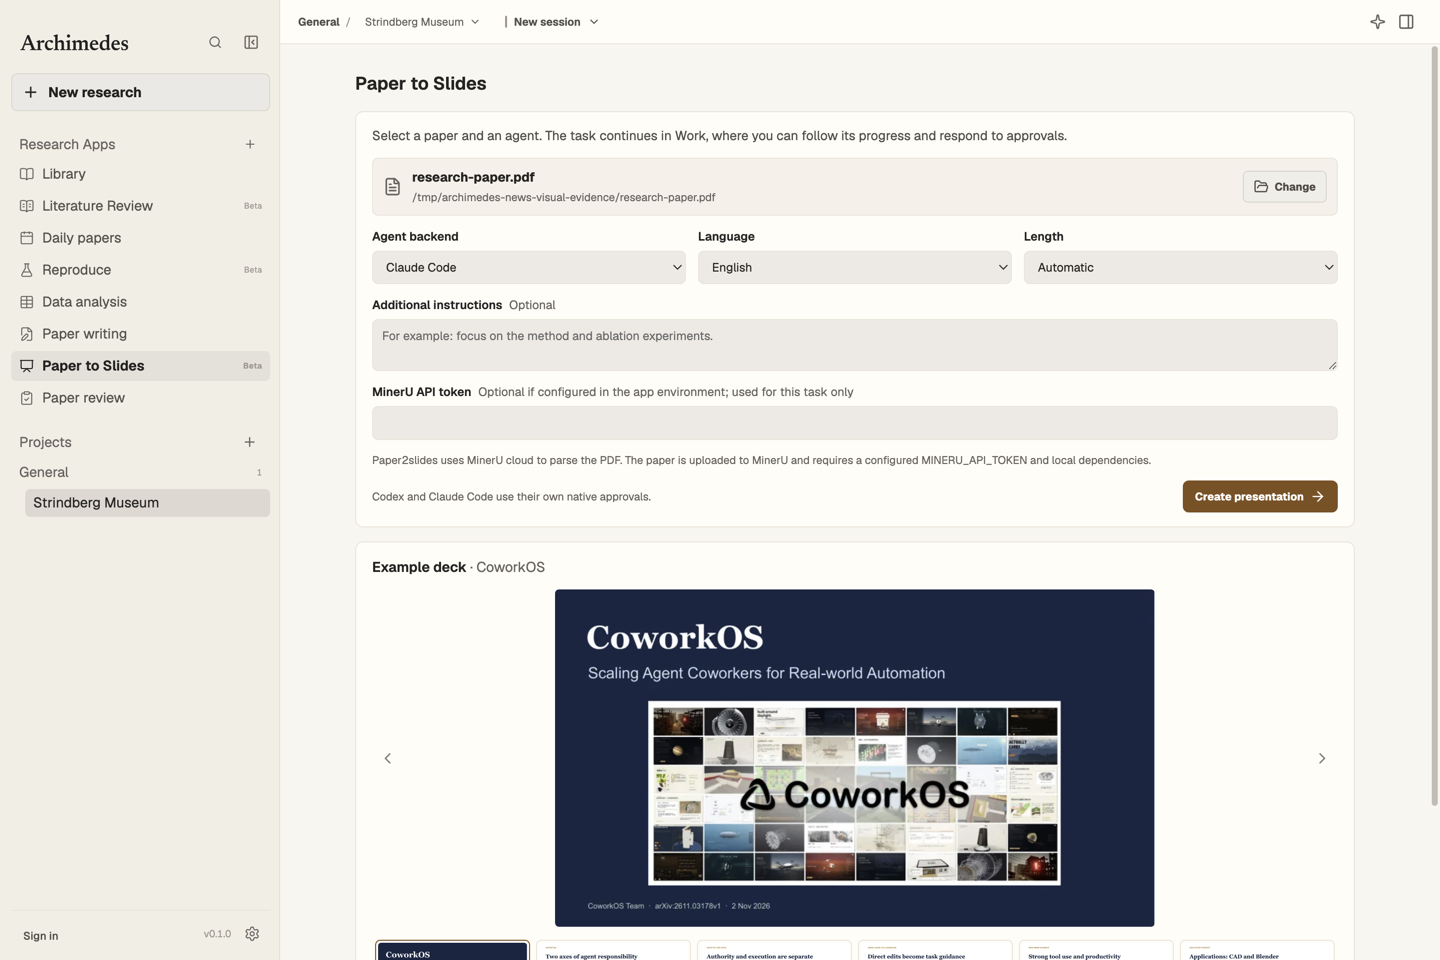 Archimedes
New research
Research Apps
Library
Literature Review Beta
Daily papers
Reproduce Beta
Data analysis
Paper writing
Paper to Slides Beta
Paper review
Projects
General 1
Strindberg Museum
Sign in v0.1.0
General / Strindberg Museum | New session
Paper to Slides
Select a paper and an agent. The task continues in Work, where you can follow its progress and respond to approvals.
research-paper.pdf
/tmp/archimedes-news-visual-evidence/research-paper.pdf
Change
Agent backend Language Length
Claude Code English Automatic
Additional instructions Optional
For example: focus on the method and ablation experiments.
MinerU API token Optional if configured in the app environment; used for this task only
Paper2slides uses MinerU cloud to parse the PDF. The paper is uploaded to MinerU and requires a configured MINERU_API_TOKEN and local dependencies.
Codex and Claude Code use their own native approvals.
Create presentation
Example deck · CoworkOS
CoworkOS
Scaling Agent Coworkers for Real-world Automation
CoworkOS
CoworkOS Team · arXiv:2611.03178v1 · 2 Nov 2026
CoworkOS
Two axes of agent responsibility
Authority and execution are separate
Direct edits become task guidance
Strong tool use and productivity
Applications: CAD and Blender